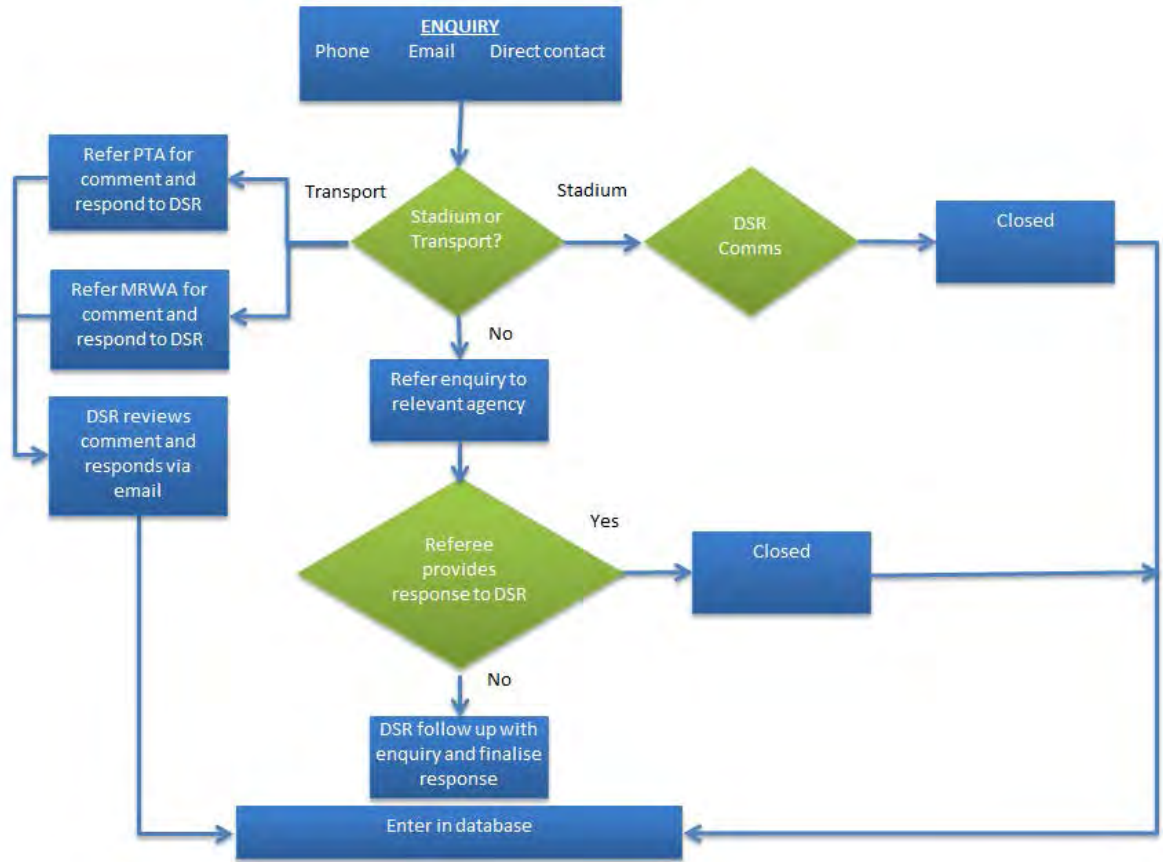 ENQUIRY
Phone Email Direct contact
Refer PTA for
comment and
respond to DSR
Transport
Stadium
Stadium or
Transport?
DSR
Comms
Closed
Refer MRWA for
comment and
respond to DSR
No
Refer enquiry to
relevant agency
DSR reviews
comment and
responds via
email
Yes
Referee
provides
response to DSR
Closed
No
DSR follow up with
enquiry and finalise
response
Enter in database